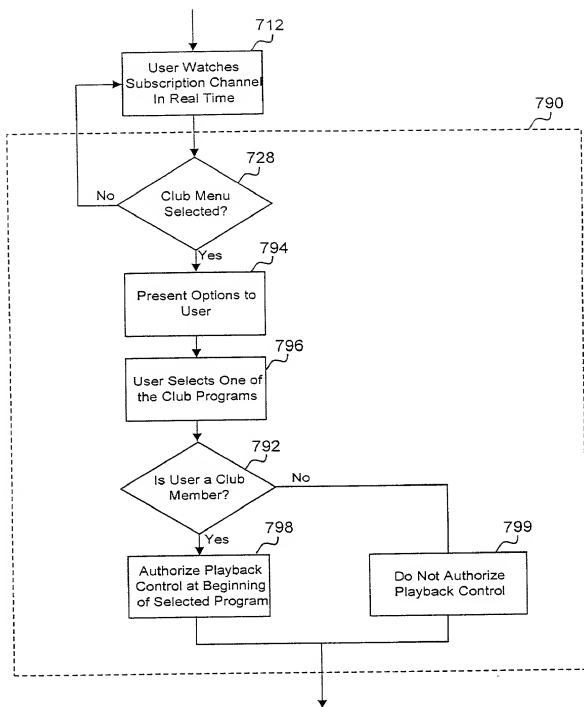 712
User Watches
Subscription Channel
In Real Time
790
728
No
Club Menu
Selected?
Yes
794
Present Options to
User
796
User Selects One of
the Club Programs
792
Is User a Club
Member?
No
Yes
798
Authorize Playback
Control at Beginning
of Selected Program
799
Do Not Authorize
Playback Control